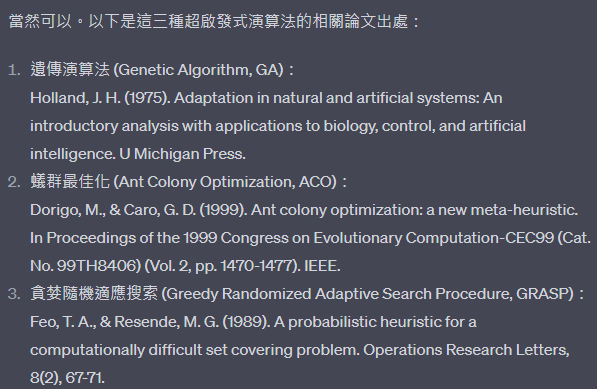 當然可以。以下是這三種超啟發式演算法的相關論文出處：
1. 遺傳演算法 (Genetic Algorithm, GA)：
Holland, J. H. (1975). Adaptation in natural and artificial systems: An
introductory analysis with applications to biology, control, and artificial
intelligence. U Michigan Press.
2. 蟻群最佳化 (Ant Colony Optimization, ACO)：
Dorigo, M., & Caro, G. D. (1999). Ant colony optimization: a new meta-heuristic.
In Proceedings of the 1999 Congress on Evolutionary Computation-CEC99 (Cat.
No. 99TH8406) (Vol. 2, pp. 1470-1477). IEEE.
3. 貪婪隨機適應搜索 (Greedy Randomized Adaptive Search Procedure, GRASP)：
Feo, T. A., & Resende, M. G. (1989). A probabilistic heuristic for a
computationally difficult set covering problem. Operations Research Letters,
8(2), 67-71.